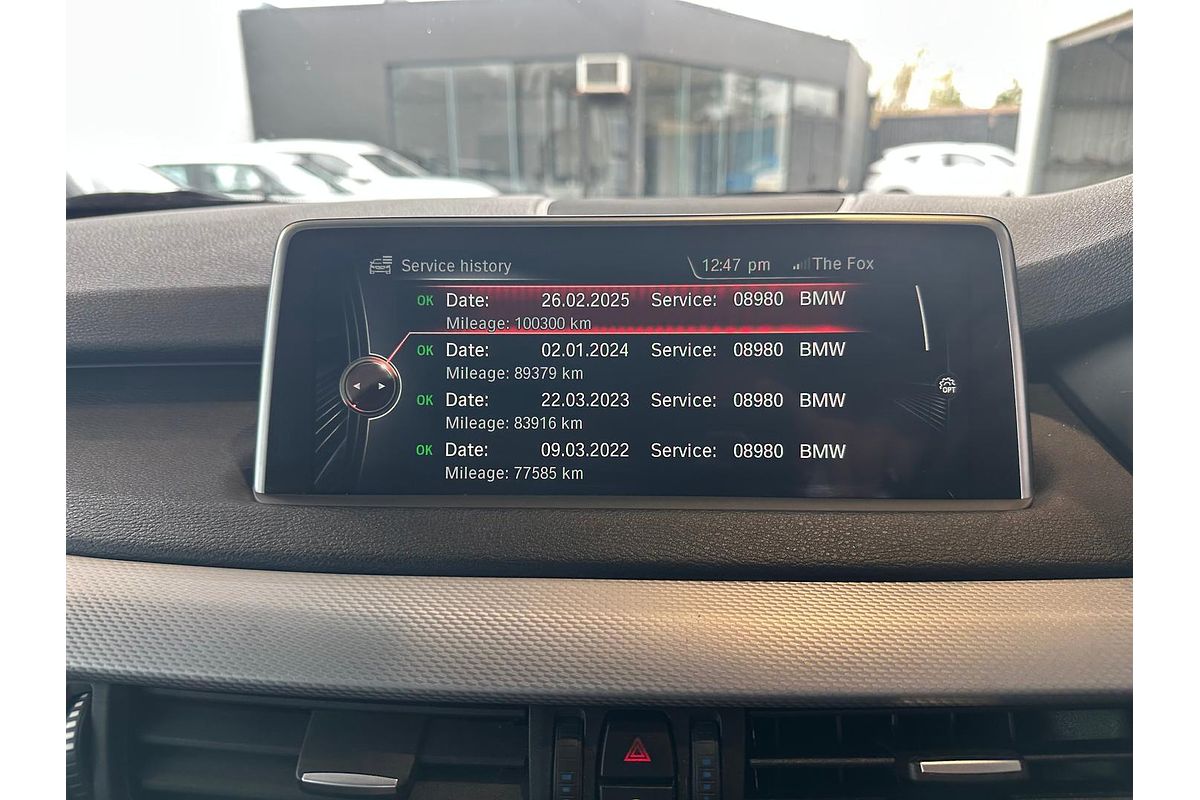 Service history 12:47 pm The Fox
OK Date: 26.02.2025 Service: 08980 BMW
Mileage: 100300 km
OK Date: 02.01.2024 Service: 08980 BMW
Mileage: 89379 km
OK Date: 22.03.2023 Service: 08980 BMW
Mileage: 83916 km
OPT
OK Date: 09.03.2022 Service: 08980 BMW
Mileage: 77585 km